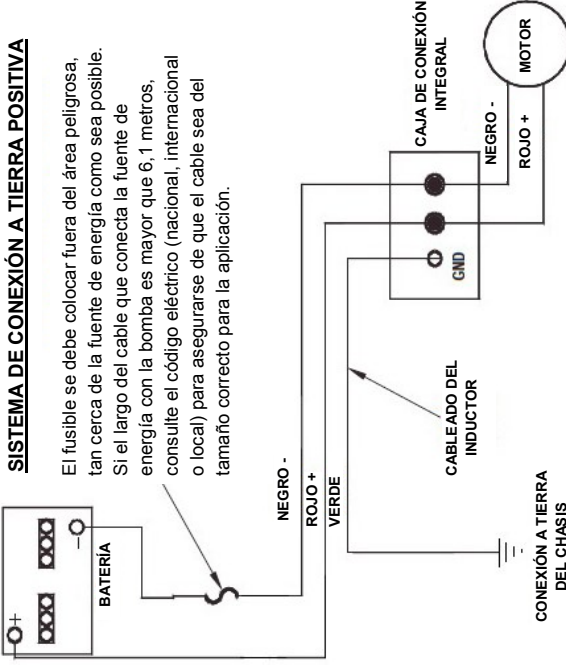 SISTEMA DE CONEXIÓN A TIERRA POSITIVA
El fusible se debe colocar fuera del área peligrosa,
tan cerca de la fuente de energía como sea posible.
Si el largo del cable que conecta la fuente de
energía con la bomba es mayor que 6,1 metros,
consulte el código eléctrico (nacional, internacional
o local) para asegurarse de que el cable sea del
tamaño correcto para la aplicación.
+
-
BATERÍA
NEGRO -
ROJO +
VERDE
CABLEADO DEL
INDUCTOR
CONEXIÓN A TIERRA
DEL CHASIS
CAJA DE CONEXIÓN
INTEGRAL
GND
NEGRO -
ROJO +
MOTOR